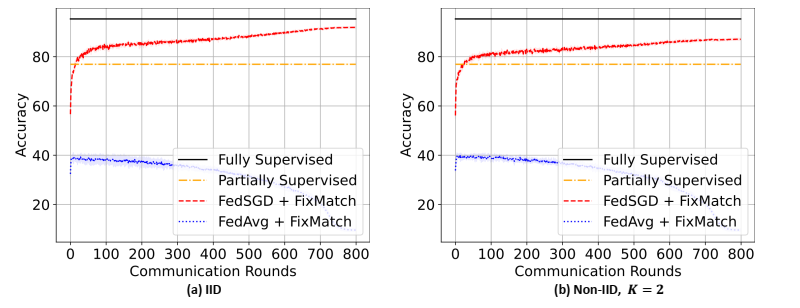 Accuracy
80
60
40
20
Fully Supervised
Partially Supervised
FedSGD + FixMatch
FedAvg + FixMatch
0 100 200 300 400 500 600 700 800
Communication Rounds
(a) IID
Accuracy
80
60
40
20
Fully Supervised
Partially Supervised
FedSGD + FixMatch
FedAvg + FixMatch
0 100 200 300 400 500 600 700 800
Communication Rounds
(b) Non-IID, K = 2